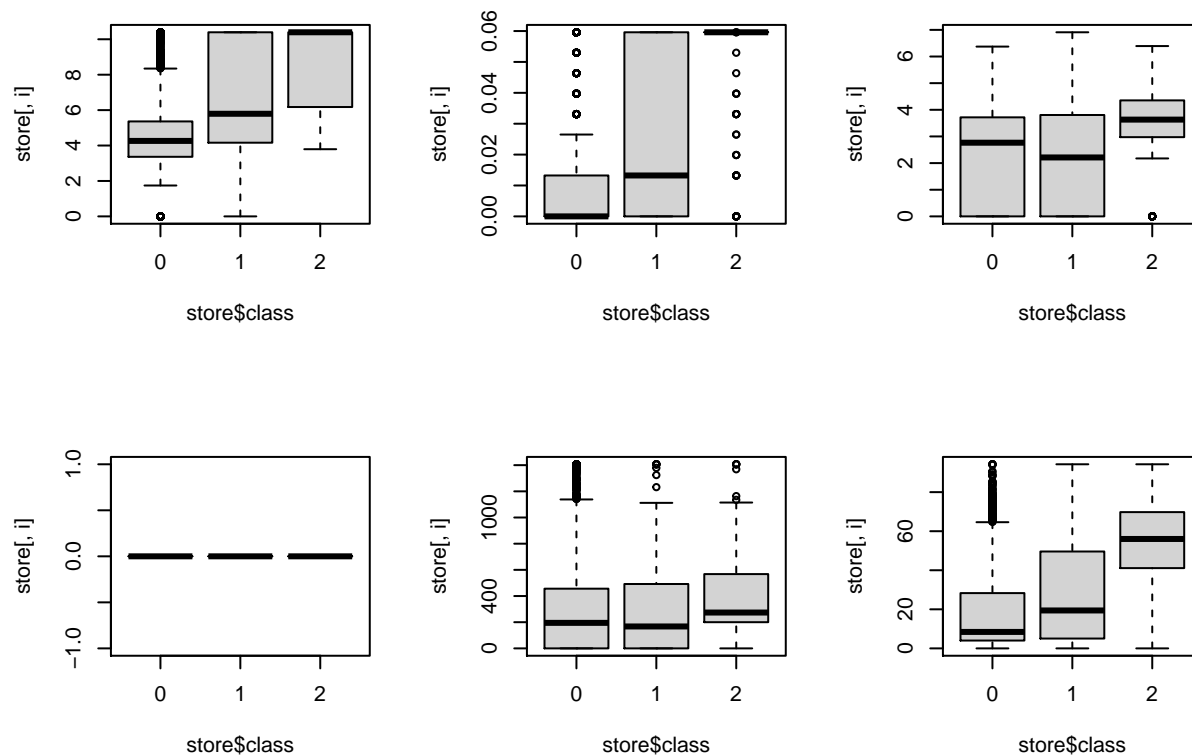 store[, i]
0 2 4 6 8
0 1 2
store$class
store[, i]
0.00 0.02 0.04 0.06
0 1 2
store$class
store[, i]
0 2 4 6
0 1 2
store$class
store[, i]
−1.0 0.0 1.0
0 1 2
store$class
store[, i]
0 400 1000
0 1 2
store$class
store[, i]
0 20 60
0 1 2
store$class